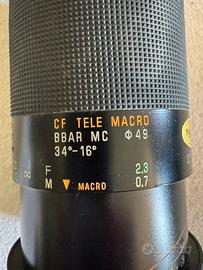 CF TELE MACRO
BBAR MC Φ49
34°-16°
∞ F 2.3
M ▼ MACRO 0.7